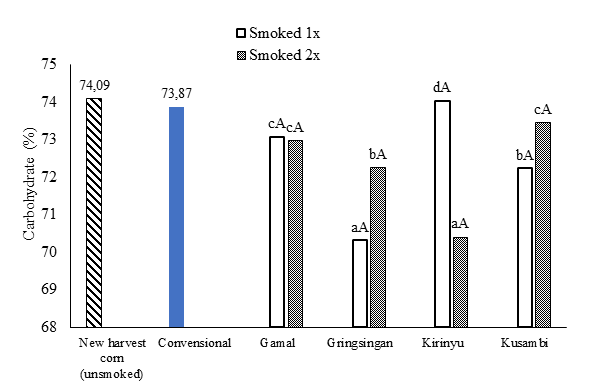 Smoked 1x
Smoked 2x
Carbohydrate (%)
75
74
73
72
71
70
69
68
74,09
73,87
cA
cA
aA
bA
dA
aA
bA
cA
New harvest
corn
(unsmoked)
Convensional
Gamal
Gringsingan
Kirinyu
Kusambi